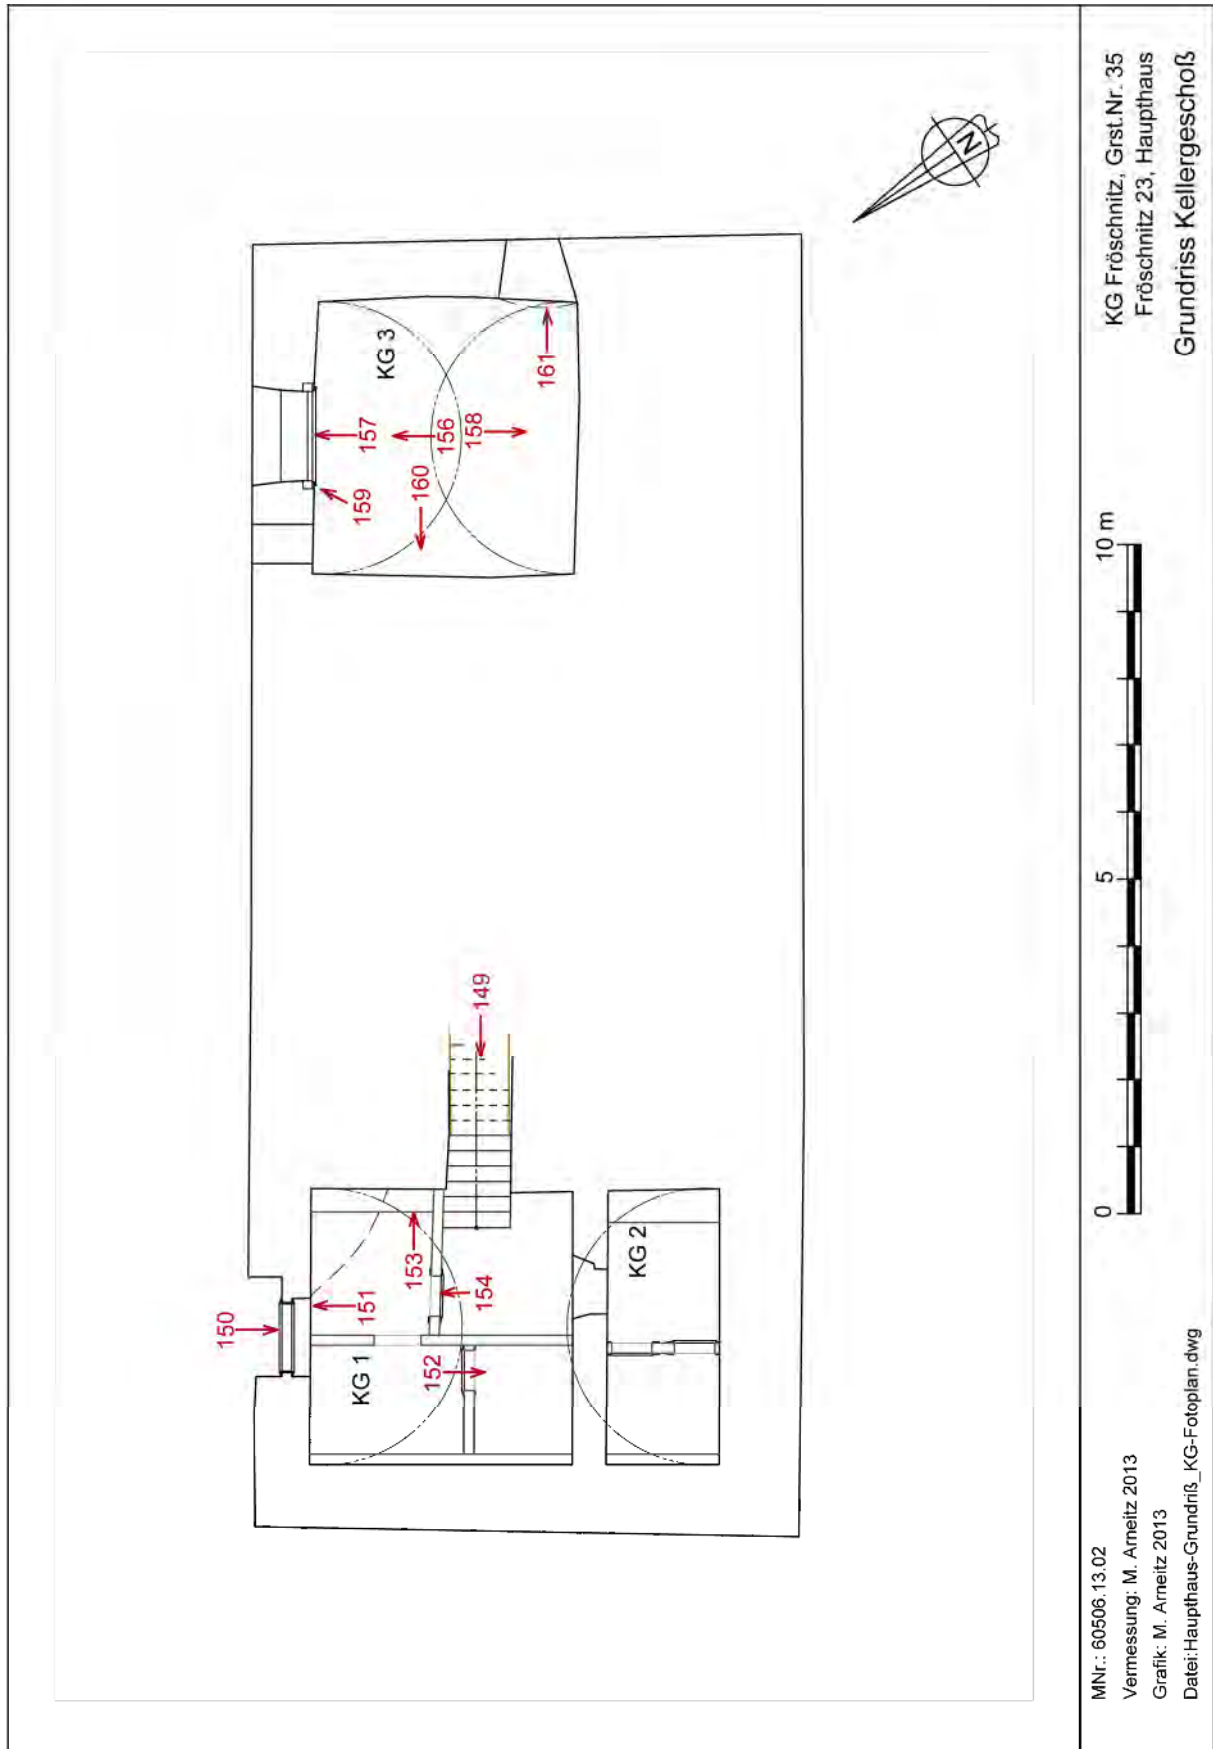 150
151
KG 1
152
153
154
149
KG 2
159
157
160
156
158
KG 3
161
N
0
5
10 m
MNr.: 60506.13.02
Vermessung: M. Arneitz 2013
Grafik: M. Arneitz 2013
Datei:Haupthaus-Grundriß_KG-Fotoplan.dwg
KG Fröschnitz, Grst.Nr. 35
Fröschnitz 23, Haupthaus
Grundriss Kellergeschoß